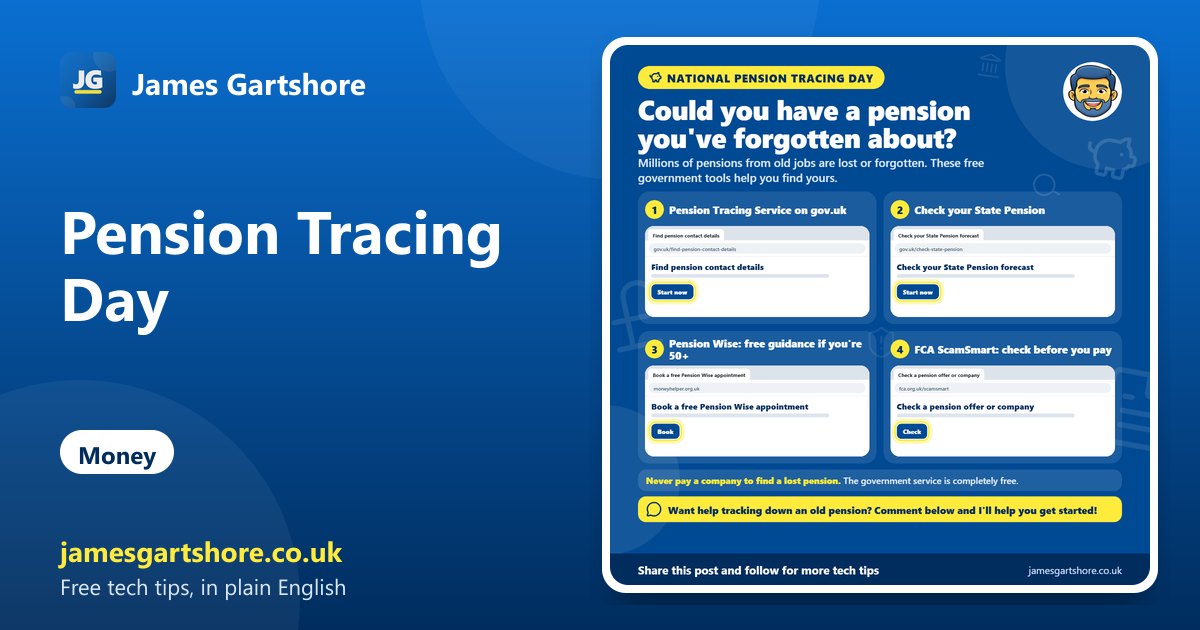 JG
James Gartshore
Pension Tracing
Day
Money
jamesgartshore.co.uk
Free tech tips, in plain English
NATIONAL PENSION TRACING DAY
Could you have a pension
you've forgotten about?
Millions of pensions from old jobs are lost or forgotten. These free
government tools help you find yours.
1 Pension Tracing Service on gov.uk
Find pension contact details
gov.uk/find-pension-contact-details
Find pension contact details
Start now
2 Check your State Pension
Check your State Pension forecast
gov.uk/check-state-pension
Check your State Pension forecast
Start now
3 Pension Wise: free guidance if you're
50+
Book a free Pension Wise appointment
moneyhelper.org.uk
Book a free Pension Wise appointment
Book
4 FCA ScamSmart: check before you pay
Check a pension offer or company
fca.org.uk/scamsmart
Check a pension offer or company
Check
Never pay a company to find a lost pension. The government service is completely free.
Want help tracking down an old pension? Comment below and I'll help you get started!
Share this post and follow for more tech tips
jamesgartshore.co.uk